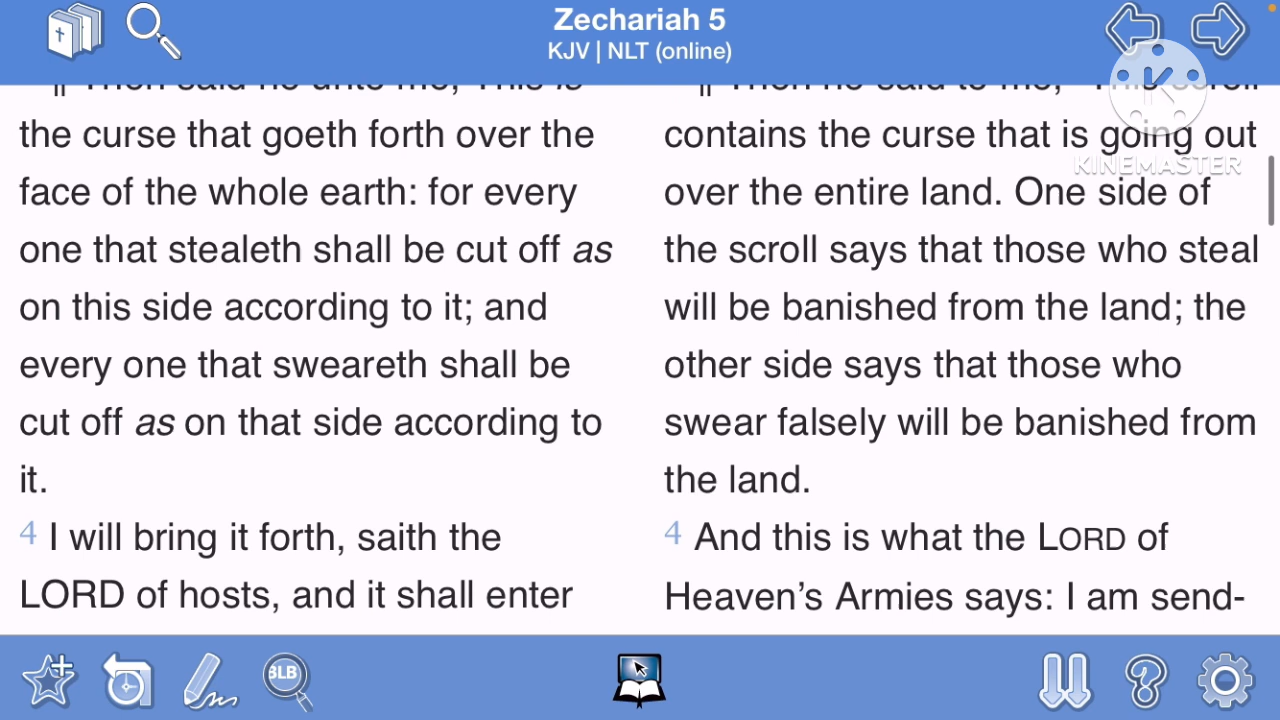 Zechariah 5
KJV | NLT (online)
the curse that goeth forth over the
face of the whole earth: for every
one that stealeth shall be cut off as
on this side according to it; and
every one that sweareth shall be
cut off as on that side according to
it.
4 I will bring it forth, saith the
LORD of hosts, and it shall enter
contains the curse that is going out
over the entire land. One side of
the scroll says that those who steal
will be banished from the land; the
other side says that those who
swear falsely will be banished from
the land.
4 And this is what the LORD of
Heaven’s Armies says: I am send-
K
KINEMASTER
BLB